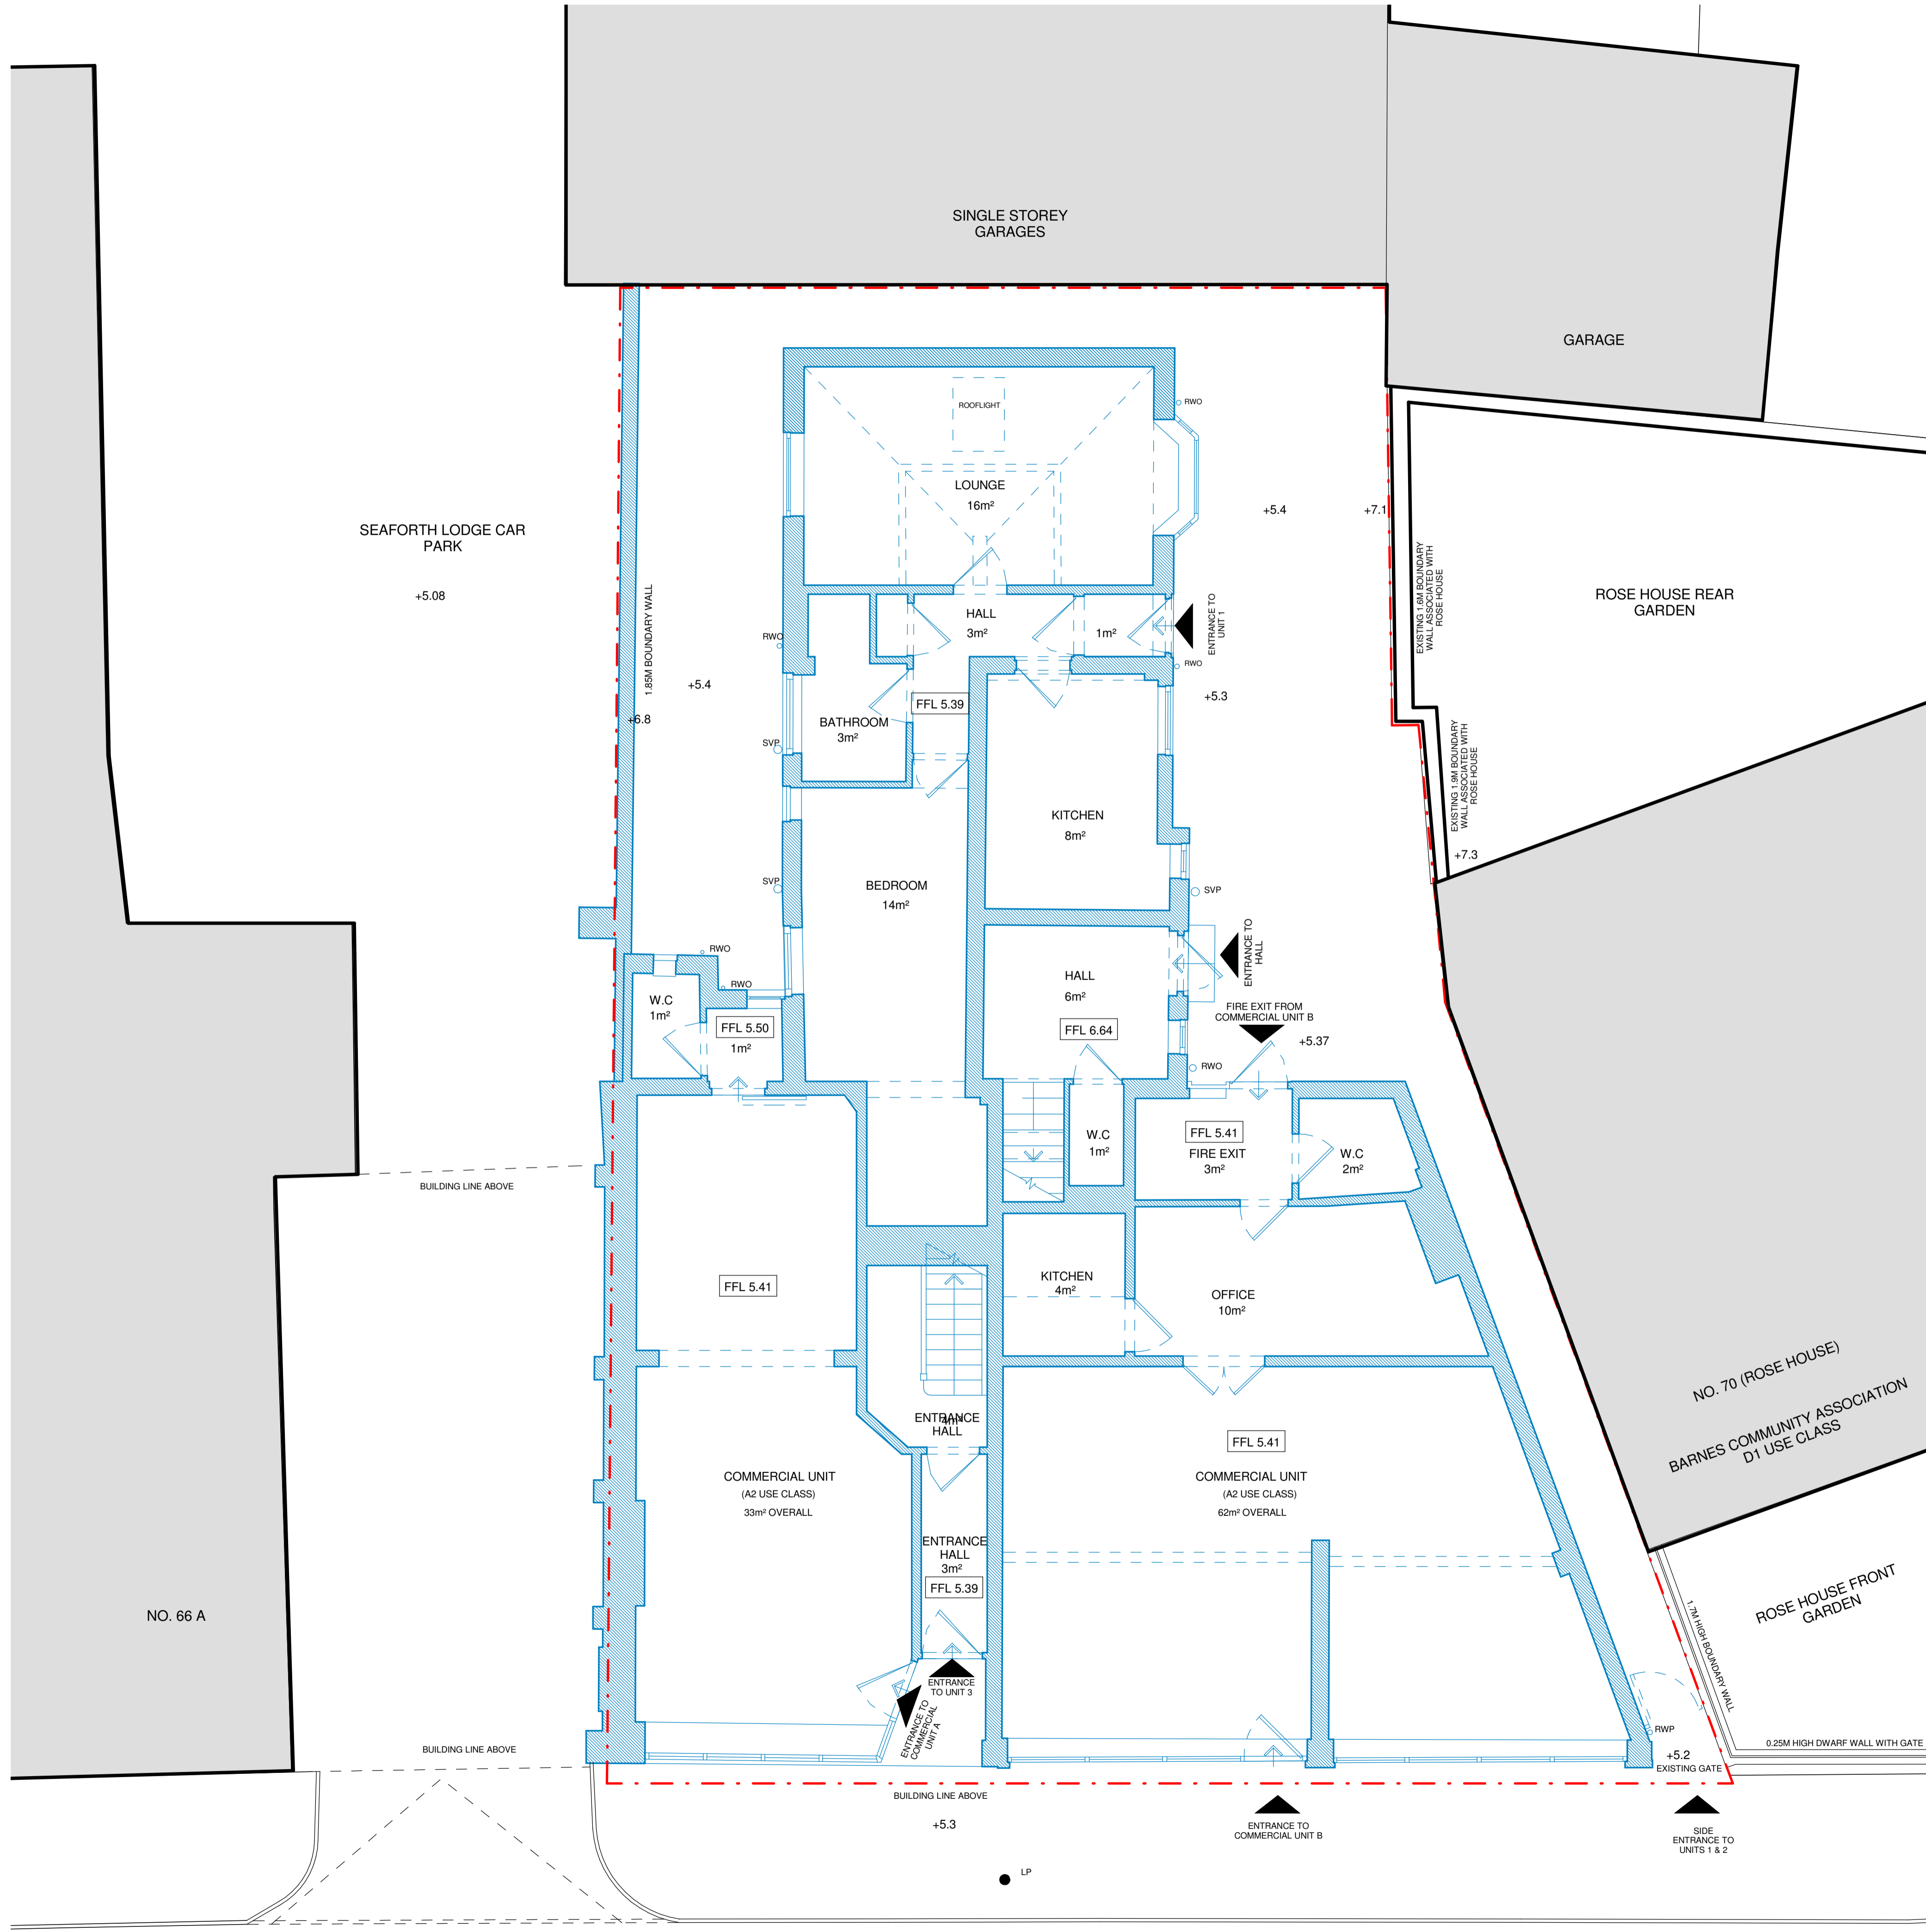 SINGLE STOREY
GARAGES
GARAGE
ROOFLIGHT
RWO
LOUNGE
16m²
+5.4
+7.1
SEAFORTH LODGE CAR
PARK
+5.08
1.85M BOUNDARY WALL
EXISTING 1.6M BOUNDARY
WALL ASSOCIATED WITH
ROSE HOUSE
ROSE HOUSE REAR
GARDEN
HALL
3m²
1m²
ENTRANCE TO
UNIT 1
RWO
RWO
+5.4
+6.8
FFL 5.39
+5.3
BATHROOM
3m²
SVP
EXISTING 1.9M BOUNDARY
WALL ASSOCIATED WITH
ROSE HOUSE
+7.3
KITCHEN
8m²
BEDROOM
14m²
SVP
SVP
RWO
RWO
ENTRANCE TO
HALL
HALL
6m²
FFL 6.64
W.C
1m²
FFL 5.50
1m²
FIRE EXIT FROM
COMMERCIAL UNIT B
+5.37
RWO
W.C
1m²
FFL 5.41
FIRE EXIT
3m²
W.C
2m²
BUILDING LINE ABOVE
FFL 5.41
KITCHEN
4m²
OFFICE
10m²
NO. 70 (ROSE HOUSE)
BARNES COMMUNITY ASSOCIATION
D1 USE CLASS
ENTRANCE
HALL
4m²
FFL 5.41
COMMERCIAL UNIT
(A2 USE CLASS)
33m² OVERALL
COMMERCIAL UNIT
(A2 USE CLASS)
62m² OVERALL
ENTRANCE
HALL
3m²
FFL 5.39
NO. 66 A
ROSE HOUSE FRONT
GARDEN
1.7M HIGH BOUNDARY WALL
ENTRANCE
TO UNIT 3
ENTRANCE TO
COMMERCIAL
UNIT A
BUILDING LINE ABOVE
RWP
+5.2
EXISTING GATE
0.25M HIGH DWARF WALL WITH GATE
BUILDING LINE ABOVE
+5.3
ENTRANCE TO
COMMERCIAL UNIT B
SIDE
ENTRANCE TO
UNITS 1 & 2
LP